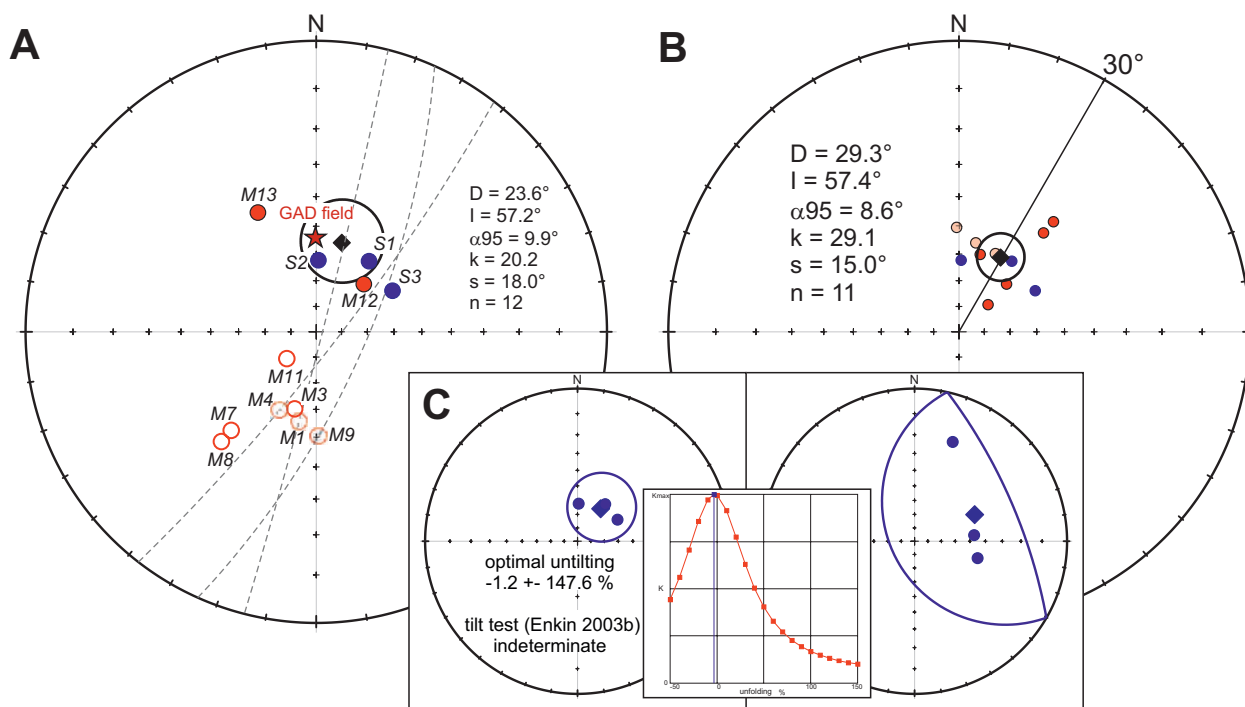 A
N
M13
GAD field
S2
S1
S3
M12
D = 23.6°
I = 57.2°
α95 = 9.9°
k = 20.2
s = 18.0°
n = 12
M11
M4
M3
M7
M1
M9
M8
B
N
30°
D = 29.3°
I = 57.4°
α95 = 8.6°
k = 29.1
s = 15.0°
n = 11
C
N
optimal untilting
-1.2 +- 147.6 %
tilt test (Enkin 2003b)
indeterminate
Kmax
K
0
-50
0
100
150
unfolding %
N